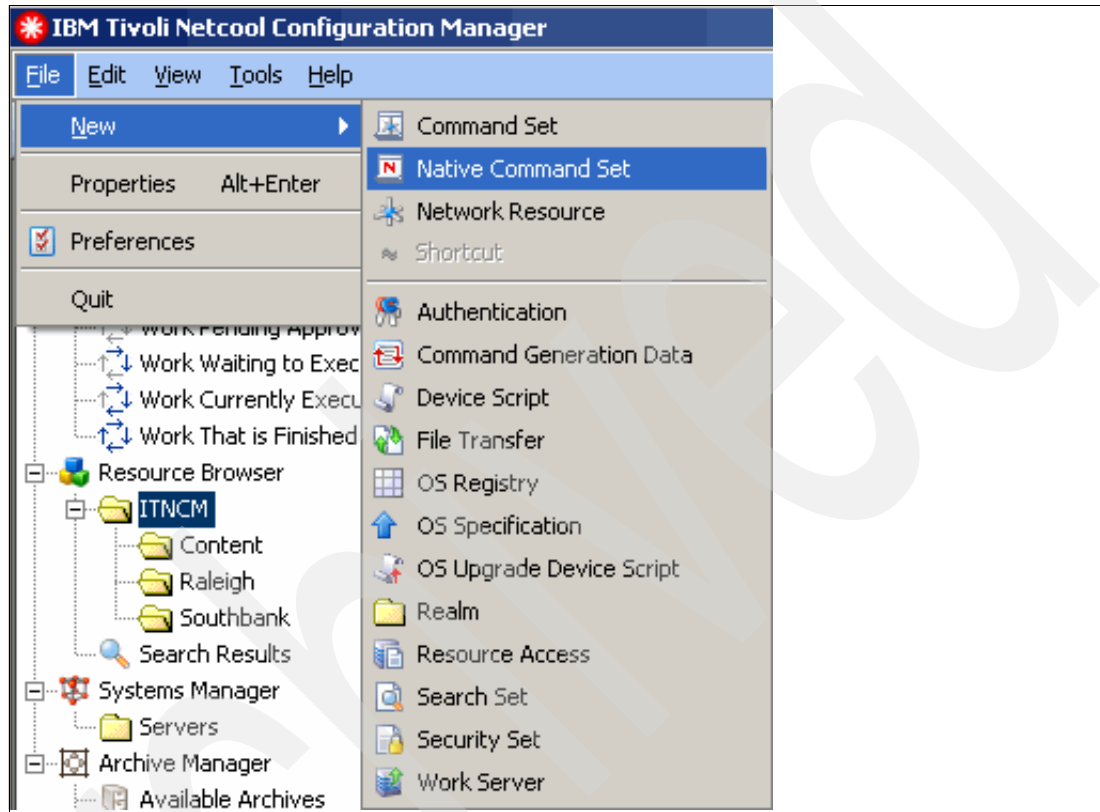 IBM Tivoli Netcool Configuration Manager
File Edit View Tools Help
New
Properties Alt+Enter
Preferences
Quit
Command Set
Native Command Set
Network Resource
Shortcut
Authentication
Command Generation Data
Device Script
File Transfer
OS Registry
OS Specification
OS Upgrade Device Script
Realm
Resource Access
Search Set
Security Set
Work Server
Work Pending Approv
Work Waiting to Exec
Work Currently Execu
Work That is Finished
Resource Browser
ITNCM
Content
Raleigh
Southbank
Search Results
Systems Manager
Servers
Archive Manager
Available Archives